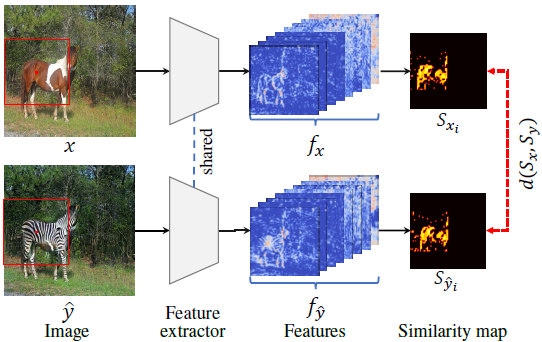 x
shared
f_x
S_{x_i}
d(S_x, S_y)
ŷ
f_ŷ
S_{ŷ_i}
Image
Feature
extractor
Features
Similarity map